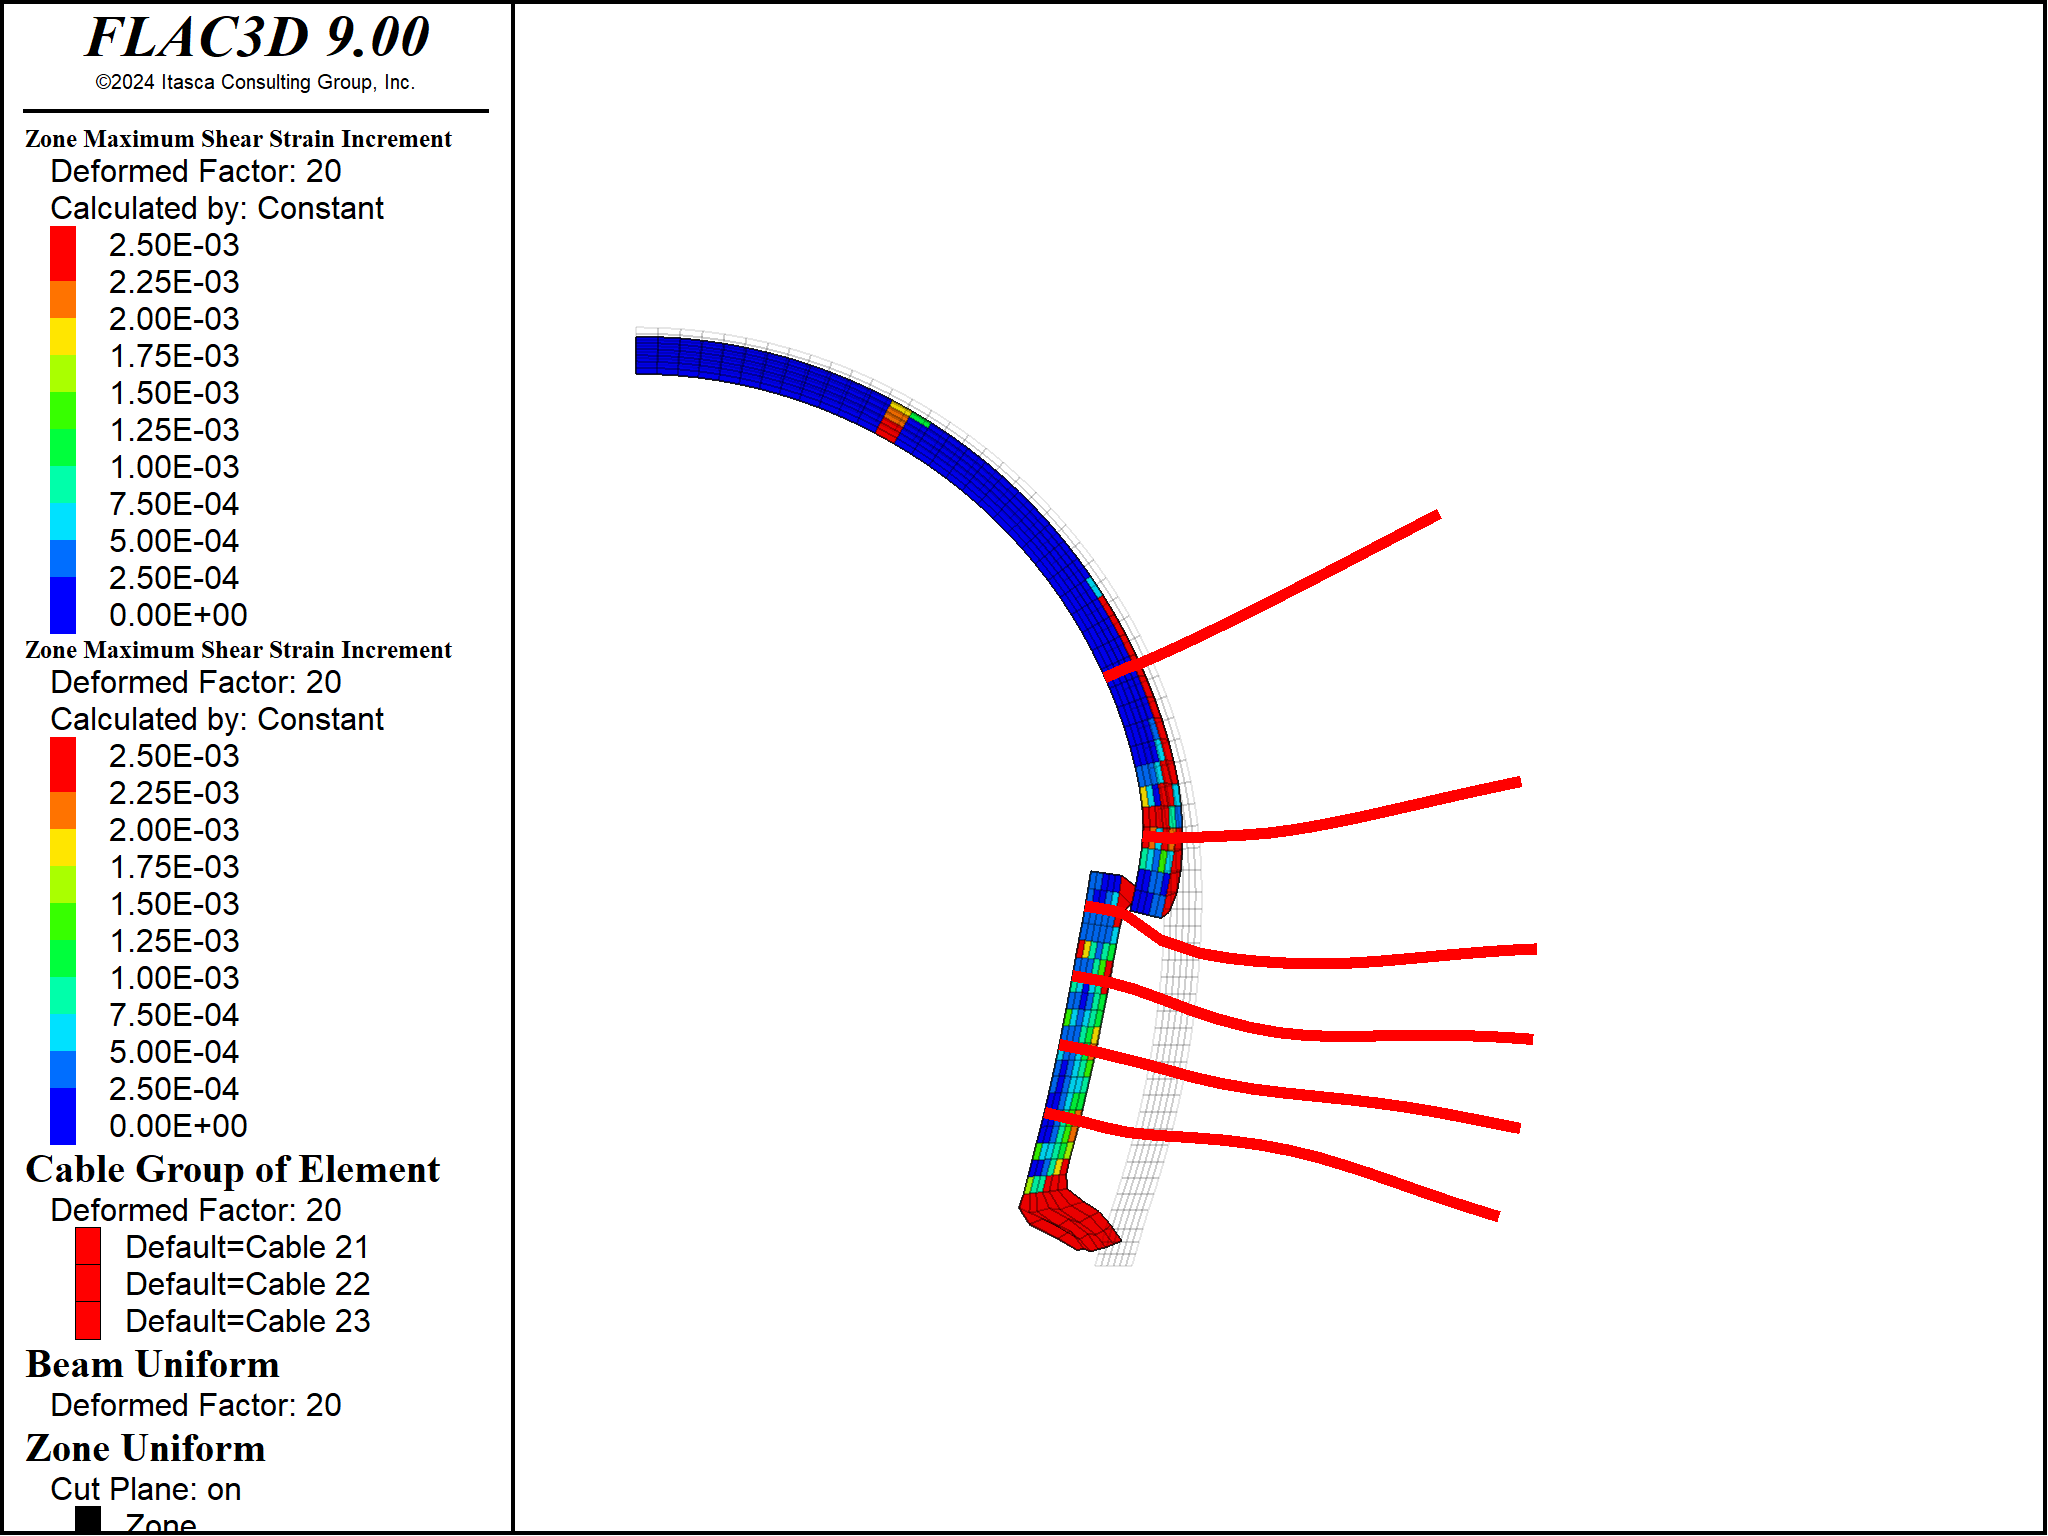 FLAC3D 9.00
©2024 Itasca Consulting Group, Inc.
Zone Maximum Shear Strain Increment
Deformed Factor: 20
Calculated by: Constant
2.50E-03
2.25E-03
2.00E-03
1.75E-03
1.50E-03
1.25E-03
1.00E-03
7.50E-04
5.00E-04
2.50E-04
0.00E+00
Zone Maximum Shear Strain Increment
Deformed Factor: 20
Calculated by: Constant
2.50E-03
2.25E-03
2.00E-03
1.75E-03
1.50E-03
1.25E-03
1.00E-03
7.50E-04
5.00E-04
2.50E-04
0.00E+00
Cable Group of Element
Deformed Factor: 20
Default=Cable 21
Default=Cable 22
Default=Cable 23
Beam Uniform
Deformed Factor: 20
Zone Uniform
Cut Plane: on
Zone